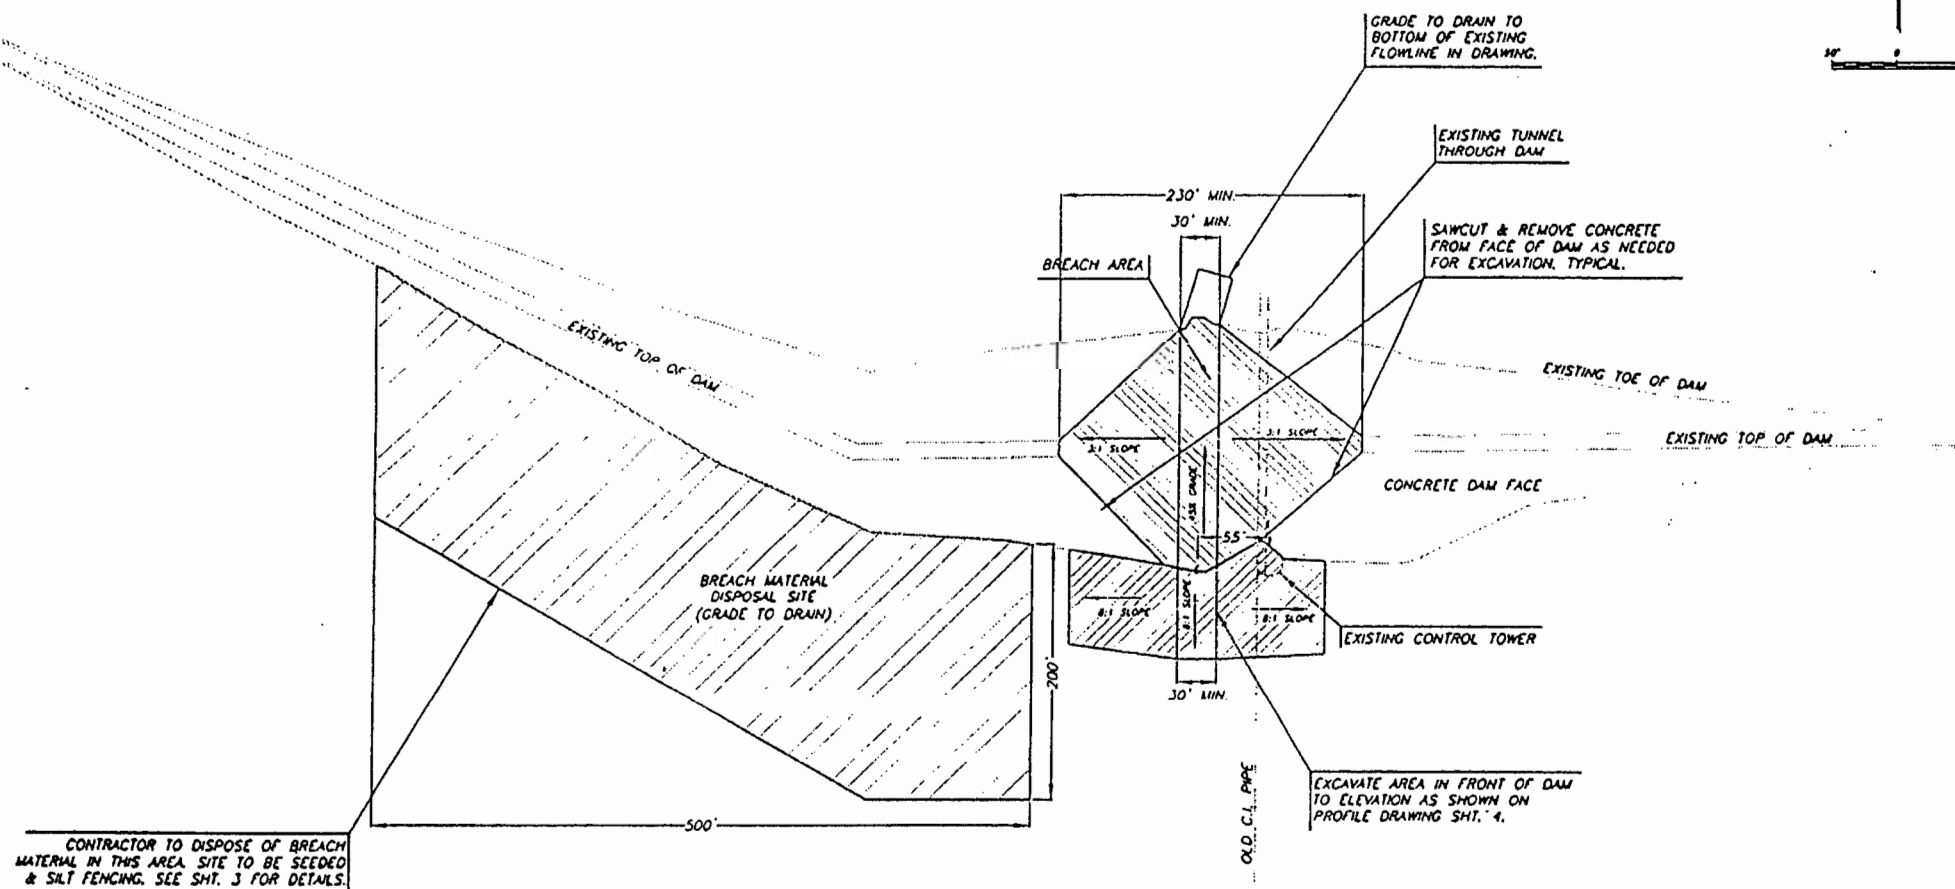 GRADE TO DRAIN TO
BOTTOM OF EXISTING
FLOWLINE IN DRAWING.
50'
0
EXISTING TUNNEL
THROUGH DAM
230' MIN.
30' MIN.
SAWCUT & REMOVE CONCRETE
FROM FACE OF DAM AS NEEDED
FOR EXCAVATION, TYPICAL.
BREACH AREA
EXISTING TOP OF DAM
EXISTING TOE OF DAM
3:1 SLOPE
3:1 SLOPE
EXISTING TOP OF DAM
CONCRETE DAM FACE
GRADE
55'
BREACH MATERIAL
DISPOSAL SITE
(GRADE TO DRAIN)
8:1 SLOPE
8:1 SLOPE
8:1 SLOPE
EXISTING CONTROL TOWER
200'
30' MIN.
OLD C.I. PIPE
EXCAVATE AREA IN FRONT OF DAM
TO ELEVATION AS SHOWN ON
PROFILE DRAWING SHT. 4.
500'
CONTRACTOR TO DISPOSE OF BREACH
MATERIAL IN THIS AREA. SITE TO BE SEEDED
& SILT FENCING. SEE SHT. 3 FOR DETAILS.